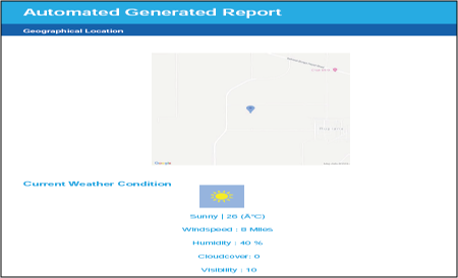 Automated Generated Report
Geographical Location
Google
Current Weather Condition
Sunny | 26 (Â°C)
Windspeed : 8 Miles
Humidity : 40 %
Cloudcover: 0
Visibility : 10